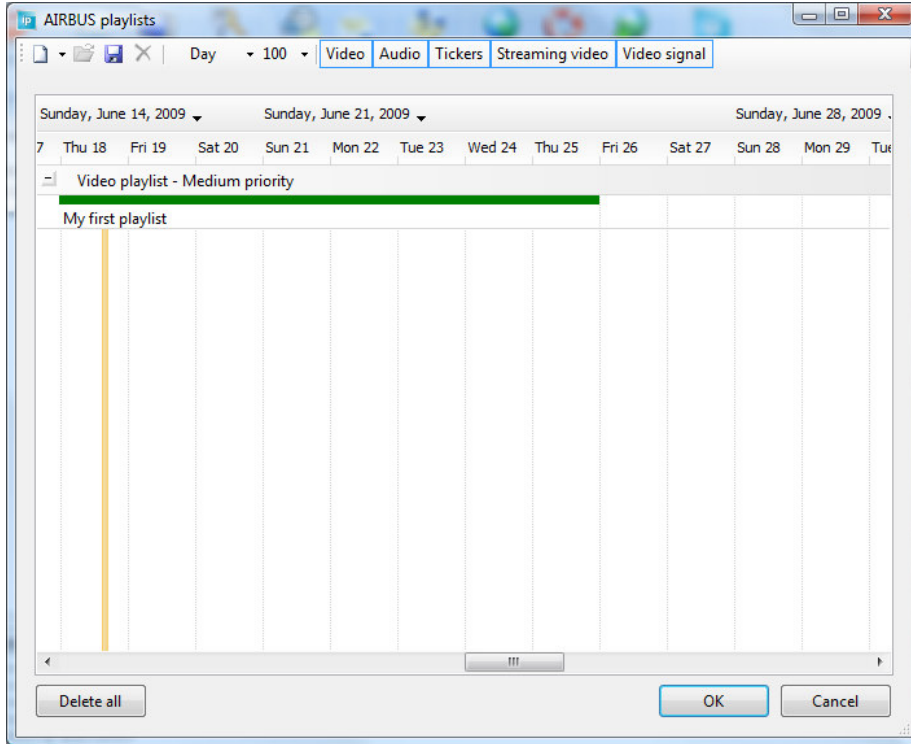 Ip AIRBUS playlists
Day 100 Video Audio Tickers Streaming video Video signal
Sunday, June 14, 2009 Sunday, June 21, 2009 Sunday, June 28, 2009
7 Thu 18 Fri 19 Sat 20 Sun 21 Mon 22 Tue 23 Wed 24 Thu 25 Fri 26 Sat 27 Sun 28 Mon 29 Tue
Video playlist - Medium priority
My first playlist
Delete all OK Cancel